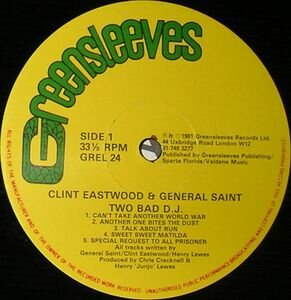 Greensleeves
SIDE 1
33⅓ RPM
GREL 24
℗ & © 1981 Greensleeves Records Ltd.
44 Uxbridge Road London W12
01 749 3277
Published by Greensleeves Publishing/
Sparta Florida/Valdane Music
CLINT EASTWOOD & GENERAL SAINT
TWO BAD D.J.
1. CAN'T TAKE ANOTHER WORLD WAR
2. ANOTHER ONE BITES THE DUST
3. TALK ABOUT RUN
4. SWEET SWEET MATILDA
5. SPECIAL REQUEST TO ALL PRISONER
All tracks written by
General Saint/Clint Eastwood/Henry Lawes
Produced by Chris Cracknell &
Henry 'Junjo' Lawes
ALL RIGHTS OF THE MANUFACTURER AND OF THE OWNER OF THE RECORDED WORK RESERVED UNAUTHORISED PUBLIC PERFORMANCE BROADCASTING AND COPYING OF THIS RECORD PROHIBITED